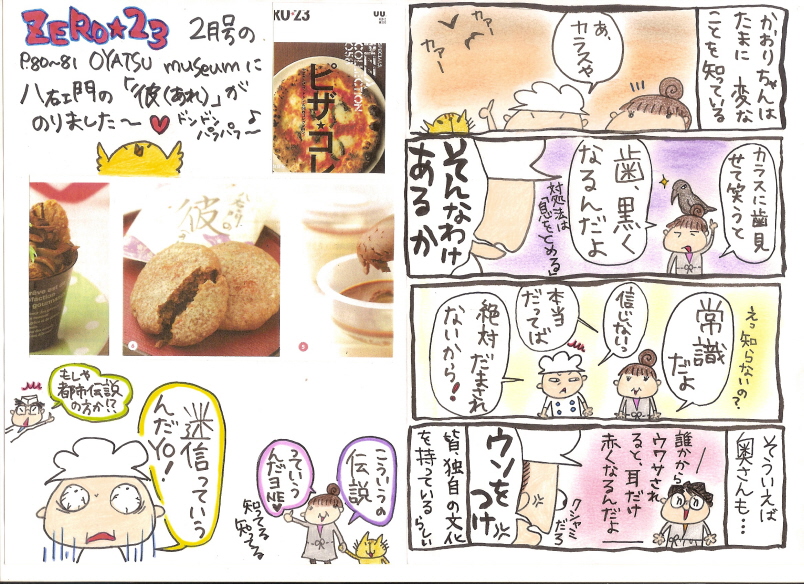 ZERO★23
2月号の
P80~81 OYATSU museumに
八右ェ門の「彼(あれ)」が
のりました~♥
ドンドン
パフパフ~♪
RO★23
ピザ★コレ
COLLECTION
彼
かおりちゃんは
たまに 変な
ことを知っている
あ、
カラスや
カアー
カアー
カラスに歯見
せて笑うと
歯、黒く
なるんだよ
対処法は
「息をとめる」
そんなわけ
あるか
えっ知らないの?
常識
だよ
信じないっ
本当
だってば
絶対だまされ
ないから!
そういえば
奥さんも…
誰かから
ウワサされ
ると、耳だけ
赤くなるんだよ
クシャミ
だろ
ウンを
つけ
皆、独自の文化
を持っているらしい
もしや
都市伝説
の方か!?
迷信っていう
んだYO!
こういうの
伝説
っていう
んだヨNE♥
知ってる
知ってる